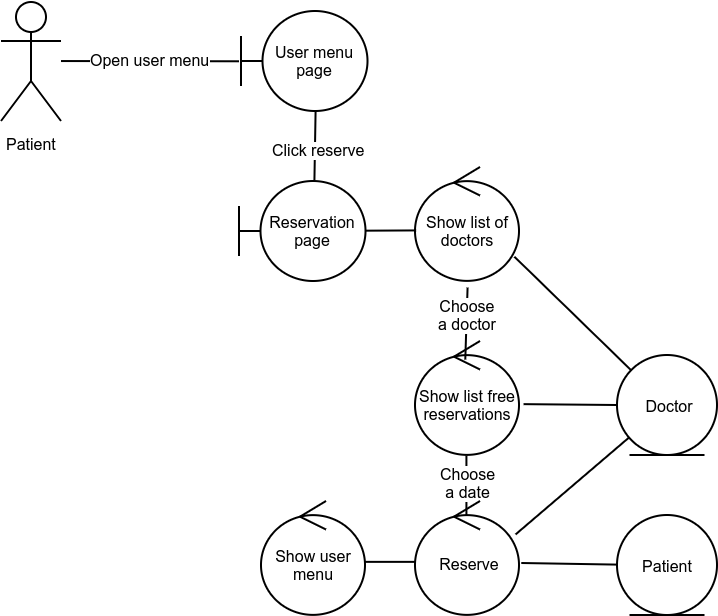 Open user menu
User menu
page
Patient
Click reserve
Reservation
page
Show list of
doctors
Choose
a doctor
Show list free
reservations
Doctor
Choose
a date
Show user
menu
Reserve
Patient